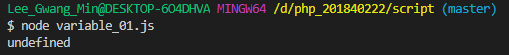 Lee_Gwang_Min@DESKTOP-6O4DHVA MINGW64 /d/php_201840222/script (master)
$ node variable_01.js
undefined